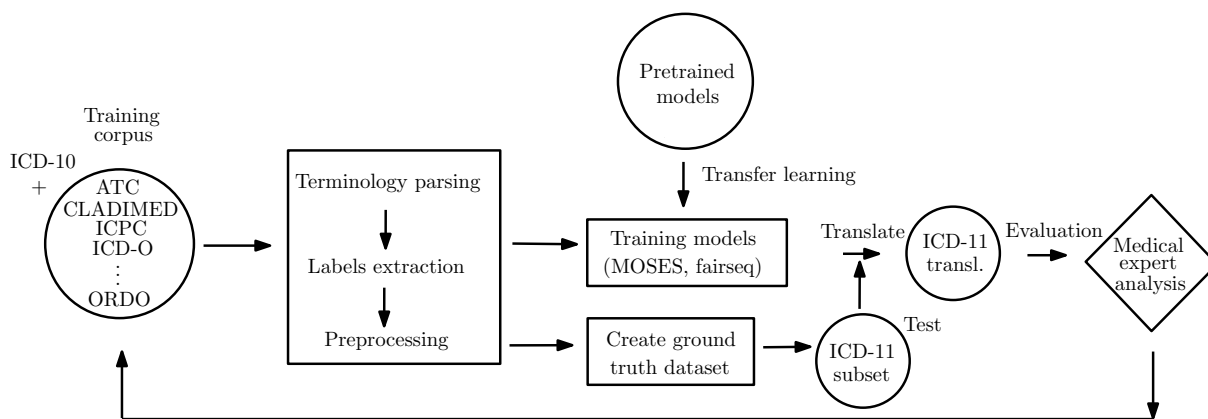 Training
corpus
ICD-10
+
ATC
CLADIMED
ICPC
ICD-O
⋮
ORDO
Terminology parsing
Labels extraction
Preprocessing
Pretrained
models
Transfer learning
Training models
(MOSES, fairseq)
Create ground
truth dataset
Translate
ICD-11
subset
Test
ICD-11
transl.
Evaluation
Medical
expert
analysis